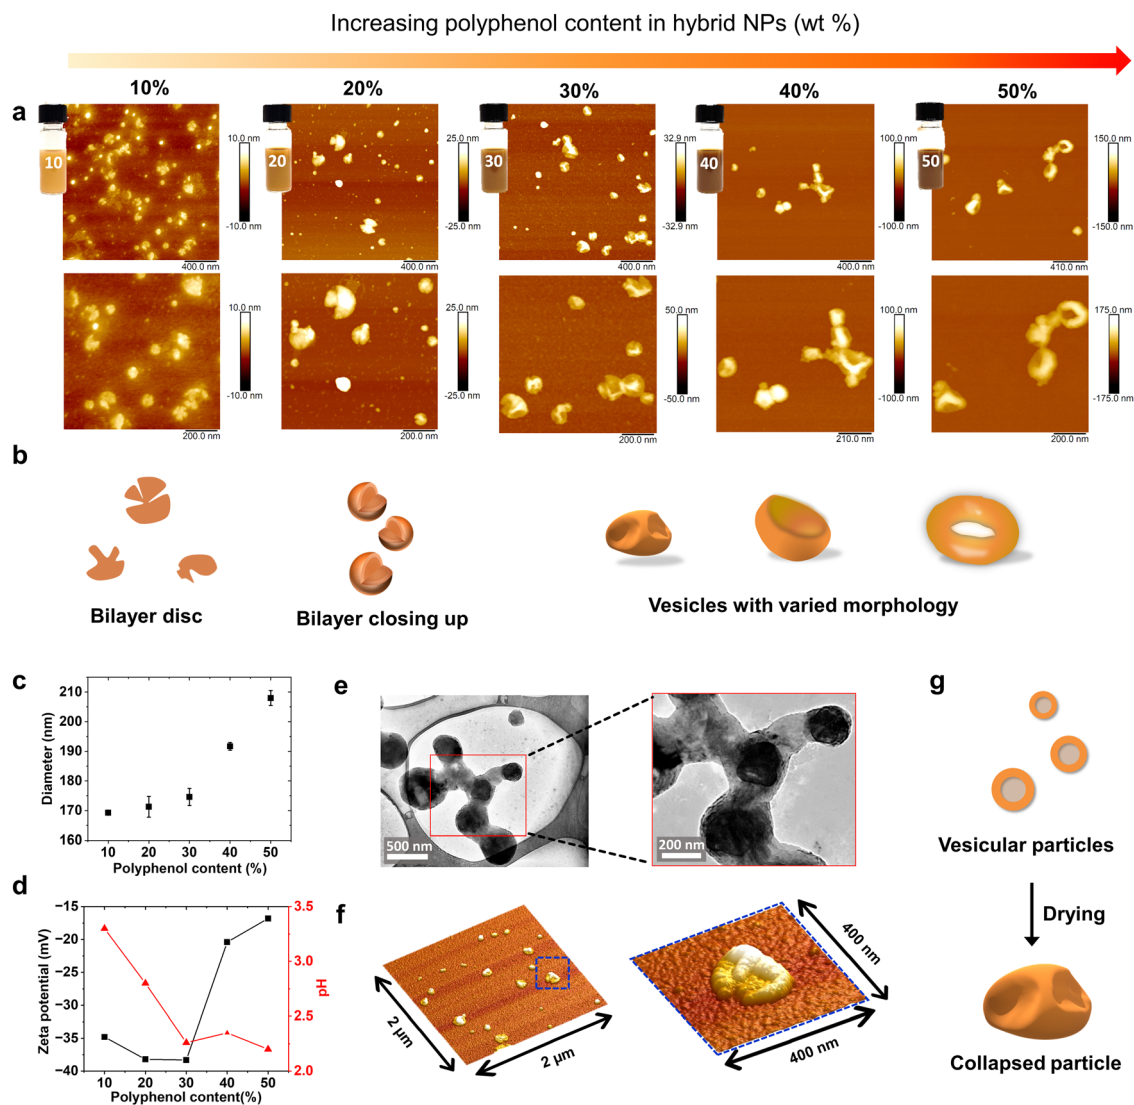 Increasing polyphenol content in hybrid NPs (wt %)
10%
20%
30%
40%
50%
a
10
10.0 nm
-10.0 nm
400.0 nm
20
25.0 nm
-25.0 nm
400.0 nm
30
32.9 nm
-32.9 nm
400.0 nm
40
100.0 nm
-100.0 nm
400.0 nm
50
150.0 nm
-150.0 nm
410.0 nm
10.0 nm
-10.0 nm
200.0 nm
25.0 nm
-25.0 nm
200.0 nm
50.0 nm
-50.0 nm
200.0 nm
100.0 nm
-100.0 nm
210.0 nm
175.0 nm
-175.0 nm
200.0 nm
b
Bilayer disc
Bilayer closing up
Vesicles with varied morphology
c
Diameter (nm)
210
200
190
180
170
160
10
20
30
40
50
Polyphenol content (%)
d
Zeta potential (mV)
−15
−20
−25
−30
−35
−40
3.5
3.0
2.5
2.0
pH
10
20
30
40
50
Polyphenol content(%)
e
500 nm
200 nm
f
2 µm
2 µm
400 nm
400 nm
g
Vesicular particles
Drying
Collapsed particle